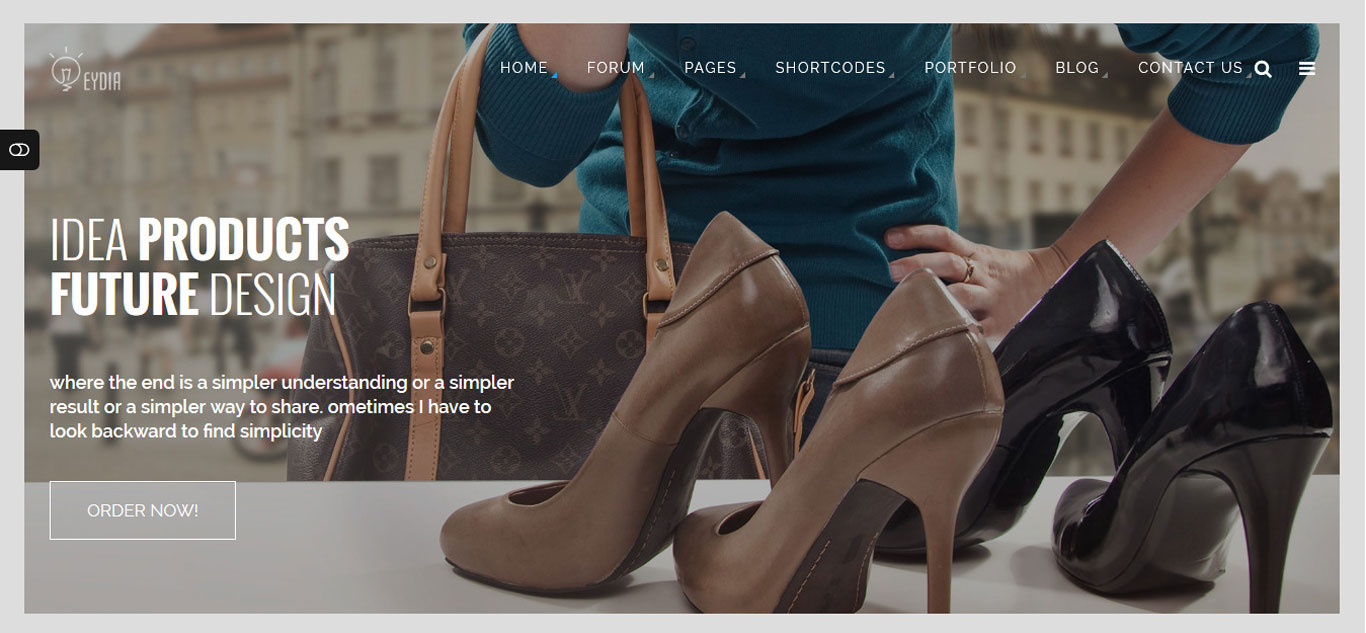 EYDIA
HOME FORUM PAGES SHORTCODES PORTFOLIO BLOG CONTACT US
IDEA PRODUCTS
FUTURE DESIGN
where the end is a simpler understanding or a simpler
result or a simpler way to share. ometimes I have to
look backward to find simplicity
ORDER NOW!